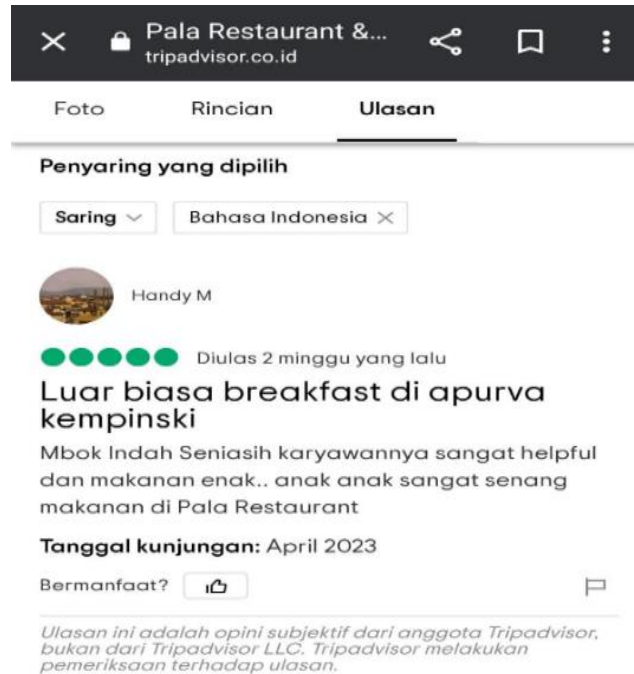 Pala Restaurant &...
tripadvisor.co.id
Foto Rincian Ulasan
Penyaring yang dipilih
Saring Bahasa Indonesia
Handy M
Diulas 2 minggu yang lalu
Luar biasa breakfast di apurva
kempinski
Mbok Indah Seniasih karyawannya sangat helpful
dan makanan enak.. anak anak sangat senang
makanan di Pala Restaurant
Tanggal kunjungan: April 2023
Bermanfaat?
Ulasan ini adalah opini subjektif dari anggota Tripadvisor,
bukan dari Tripadvisor LLC. Tripadvisor melakukan
pemeriksaan terhadap ulasan.